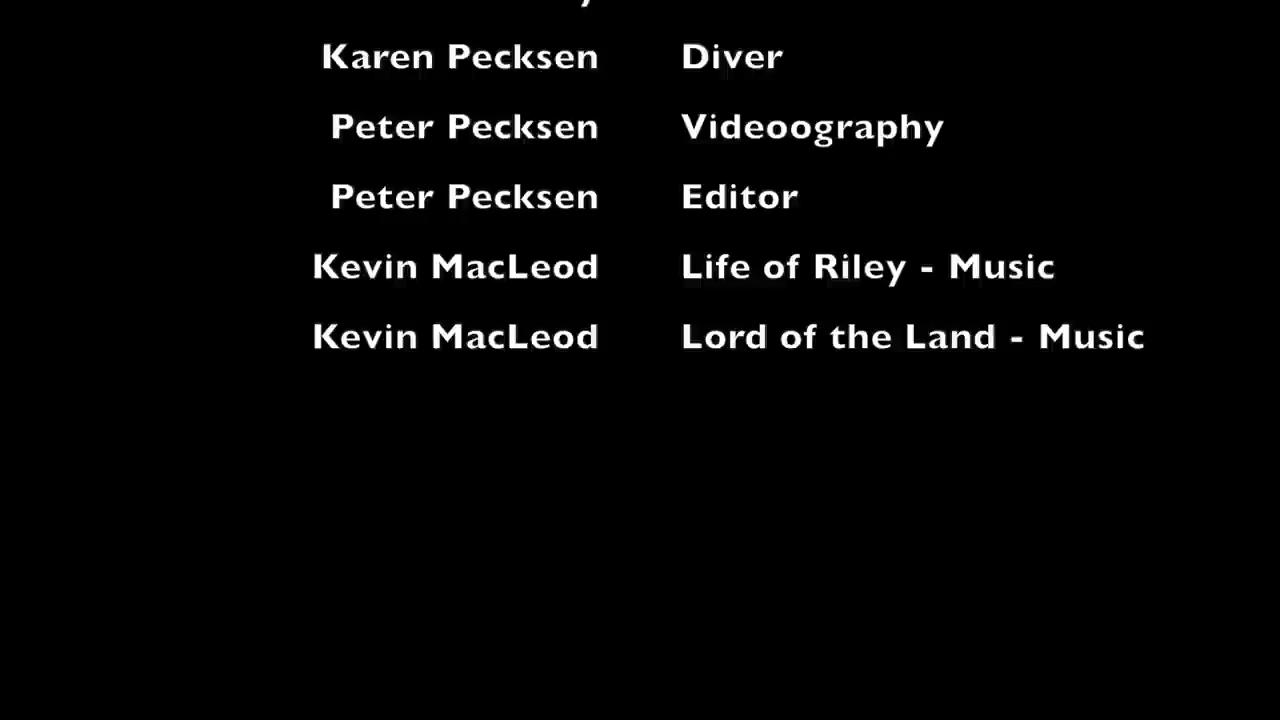 Karen Pecksen Diver
Peter Pecksen Videoography
Peter Pecksen Editor
Kevin MacLeod Life of Riley - Music
Kevin MacLeod Lord of the Land - Music